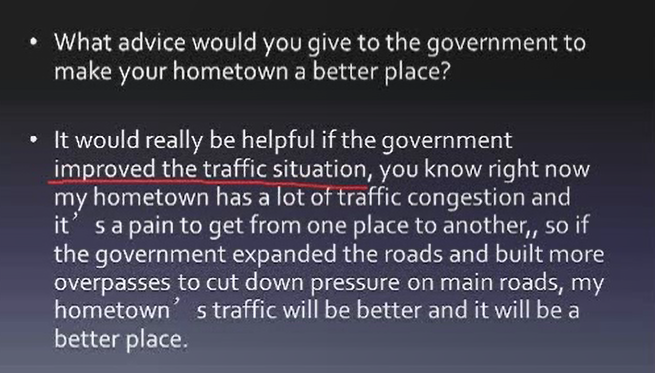 • What advice would you give to the government to
make your hometown a better place?
• It would really be helpful if the government
improved the traffic situation, you know right now
my hometown has a lot of traffic congestion and
it’ s a pain to get from one place to another,, so if
the government expanded the roads and built more
overpasses to cut down pressure on main roads, my
hometown’ s traffic will be better and it will be a
better place.